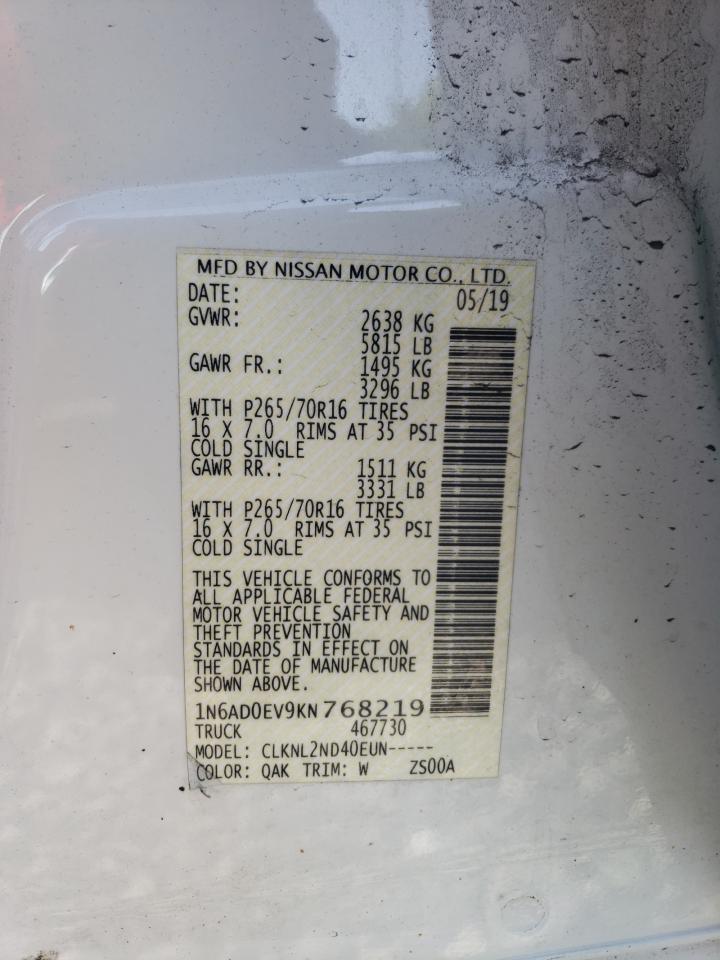 MFD BY NISSAN MOTOR CO., LTD.
DATE: 05/19
GVWR: 2638 KG
5815 LB
GAWR FR.: 1495 KG
3296 LB
WITH P265/70R16 TIRES
16 X 7.0 RIMS AT 35 PSI
COLD SINGLE
GAWR RR.: 1511 KG
3331 LB
WITH P265/70R16 TIRES
16 X 7.0 RIMS AT 35 PSI
COLD SINGLE
THIS VEHICLE CONFORMS TO
ALL APPLICABLE FEDERAL
MOTOR VEHICLE SAFETY AND
THEFT PREVENTION
STANDARDS IN EFFECT ON
THE DATE OF MANUFACTURE
SHOWN ABOVE.
1N6AD0EV9KN768219
TRUCK 467730
MODEL: CLKNL2ND40EUN-----
COLOR: QAK TRIM: W ZS00A